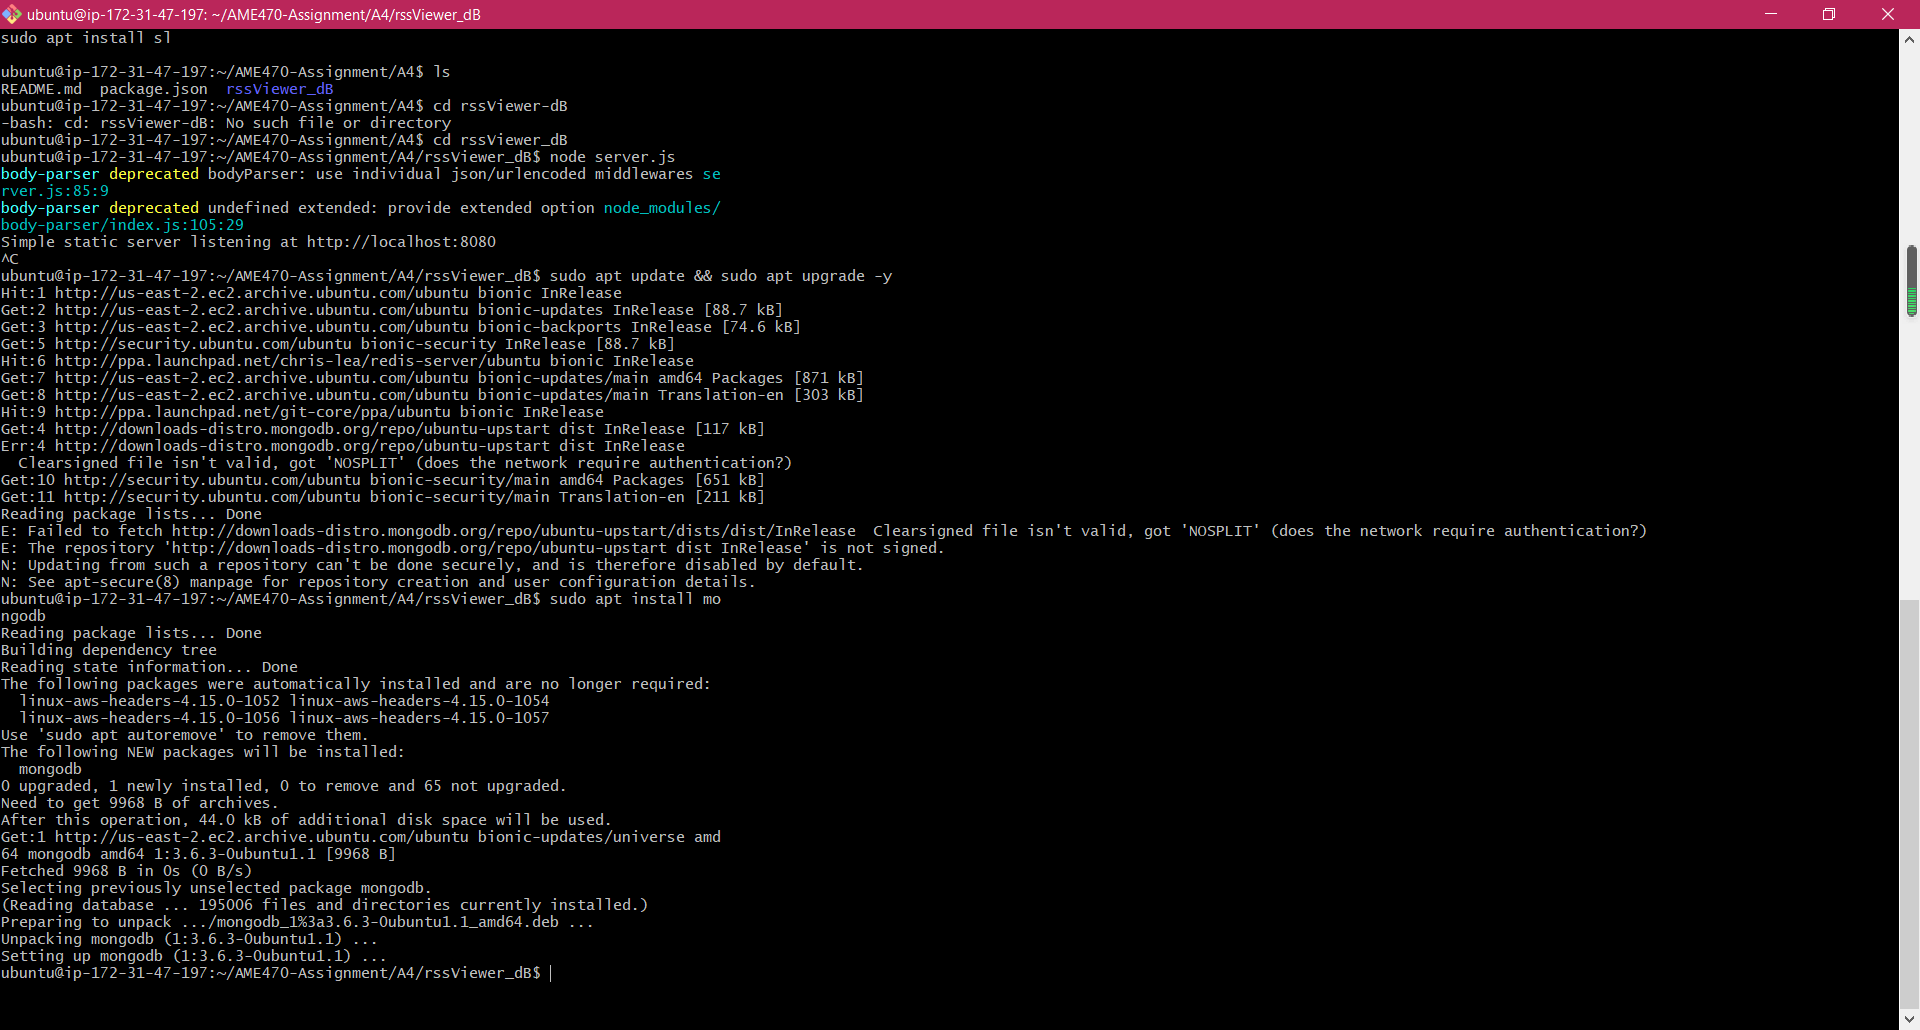 ubuntu@ip-172-31-47-197: ~/AME470-Assignment/A4/rssViewer_dB
sudo apt install sl
ubuntu@ip-172-31-47-197:~/AME470-Assignment/A4$ ls
README.md  package.json  rssViewer_dB
ubuntu@ip-172-31-47-197:~/AME470-Assignment/A4$ cd rssViewer-dB
-bash: cd: rssViewer-dB: No such file or directory
ubuntu@ip-172-31-47-197:~/AME470-Assignment/A4$ cd rssViewer_dB
ubuntu@ip-172-31-47-197:~/AME470-Assignment/A4/rssViewer_dB$ node server.js
body-parser deprecated bodyParser: use individual json/urlencoded middlewares se
rver.js:85:9
body-parser deprecated undefined extended: provide extended option node_modules/
body-parser/index.js:105:29
Simple static server listening at http://localhost:8080
^C
ubuntu@ip-172-31-47-197:~/AME470-Assignment/A4/rssViewer_dB$ sudo apt update && sudo apt upgrade -y
Hit:1 http://us-east-2.ec2.archive.ubuntu.com/ubuntu bionic InRelease
Get:2 http://us-east-2.ec2.archive.ubuntu.com/ubuntu bionic-updates InRelease [88.7 kB]
Get:3 http://us-east-2.ec2.archive.ubuntu.com/ubuntu bionic-backports InRelease [74.6 kB]
Get:5 http://security.ubuntu.com/ubuntu bionic-security InRelease [88.7 kB]
Hit:6 http://ppa.launchpad.net/chris-lea/redis-server/ubuntu bionic InRelease
Get:7 http://us-east-2.ec2.archive.ubuntu.com/ubuntu bionic-updates/main amd64 Packages [871 kB]
Get:8 http://us-east-2.ec2.archive.ubuntu.com/ubuntu bionic-updates/main Translation-en [303 kB]
Hit:9 http://ppa.launchpad.net/git-core/ppa/ubuntu bionic InRelease
Get:4 http://downloads-distro.mongodb.org/repo/ubuntu-upstart dist InRelease [117 kB]
Err:4 http://downloads-distro.mongodb.org/repo/ubuntu-upstart dist InRelease
  Clearsigned file isn't valid, got 'NOSPLIT' (does the network require authentication?)
Get:10 http://security.ubuntu.com/ubuntu bionic-security/main amd64 Packages [651 kB]
Get:11 http://security.ubuntu.com/ubuntu bionic-security/main Translation-en [211 kB]
Reading package lists... Done
E: Failed to fetch http://downloads-distro.mongodb.org/repo/ubuntu-upstart/dists/dist/InRelease  Clearsigned file isn't valid, got 'NOSPLIT' (does the network require authentication?)
E: The repository 'http://downloads-distro.mongodb.org/repo/ubuntu-upstart dist InRelease' is not signed.
N: Updating from such a repository can't be done securely, and is therefore disabled by default.
N: See apt-secure(8) manpage for repository creation and user configuration details.
ubuntu@ip-172-31-47-197:~/AME470-Assignment/A4/rssViewer_dB$ sudo apt install mo
ngodb
Reading package lists... Done
Building dependency tree
Reading state information... Done
The following packages were automatically installed and are no longer required:
  linux-aws-headers-4.15.0-1052 linux-aws-headers-4.15.0-1054
  linux-aws-headers-4.15.0-1056 linux-aws-headers-4.15.0-1057
Use 'sudo apt autoremove' to remove them.
The following NEW packages will be installed:
  mongodb
0 upgraded, 1 newly installed, 0 to remove and 65 not upgraded.
Need to get 9968 B of archives.
After this operation, 44.0 kB of additional disk space will be used.
Get:1 http://us-east-2.ec2.archive.ubuntu.com/ubuntu bionic-updates/universe amd
64 mongodb amd64 1:3.6.3-0ubuntu1.1 [9968 B]
Fetched 9968 B in 0s (0 B/s)
Selecting previously unselected package mongodb.
(Reading database ... 195006 files and directories currently installed.)
Preparing to unpack .../mongodb_1%3a3.6.3-0ubuntu1.1_amd64.deb ...
Unpacking mongodb (1:3.6.3-0ubuntu1.1) ...
Setting up mongodb (1:3.6.3-0ubuntu1.1) ...
ubuntu@ip-172-31-47-197:~/AME470-Assignment/A4/rssViewer_dB$